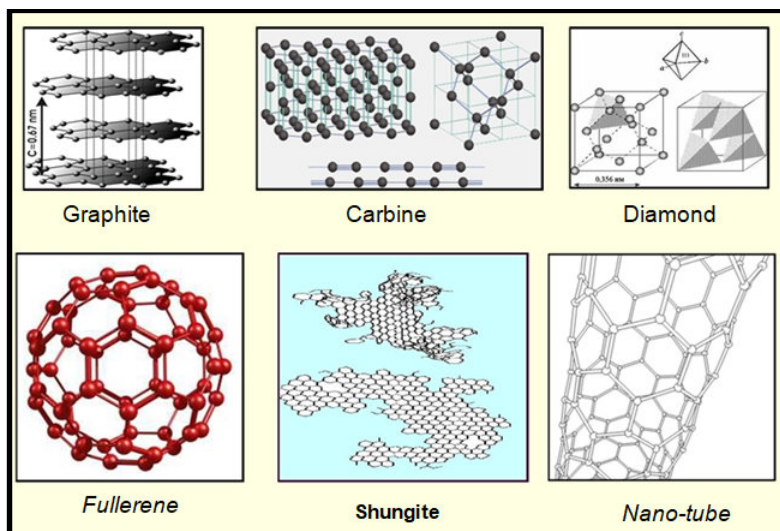 C=0.67 nm
Graphite
Carbine
c
a
b
0,356 нм
Diamond
Fullerene
Shungite
Nano-tube